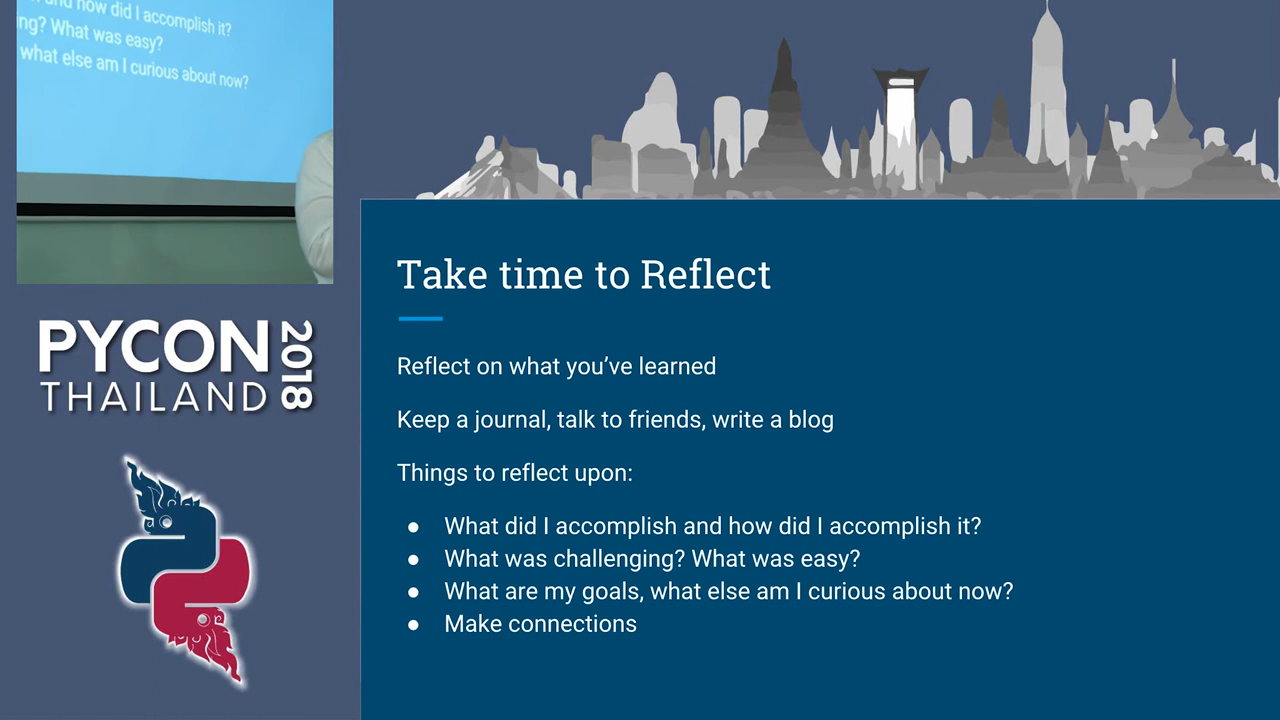 and how did I accomplish it?
What was easy?
what else am I curious about now?
PYCON
THAILAND
2018
Take time to Reflect
Reflect on what you’ve learned
Keep a journal, talk to friends, write a blog
Things to reflect upon:
● What did I accomplish and how did I accomplish it?
● What was challenging? What was easy?
● What are my goals, what else am I curious about now?
● Make connections